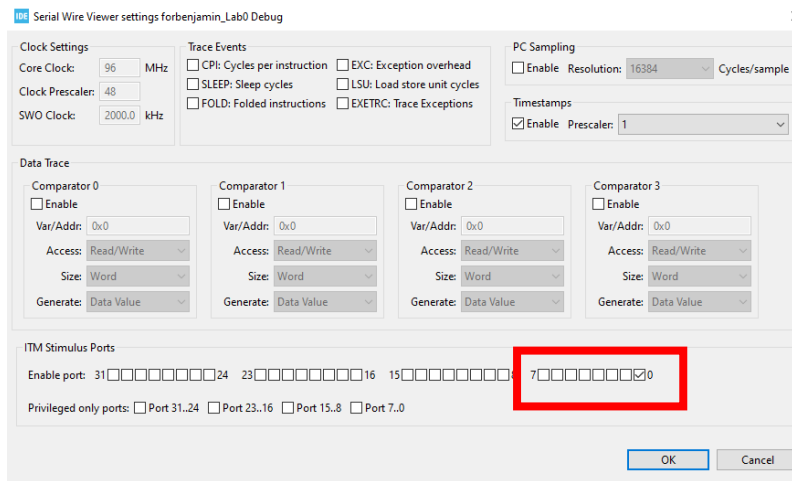 IDE Serial Wire Viewer settings forbenjamin_Lab0 Debug
Clock Settings
Core Clock: 96 MHz
Clock Prescaler: 48
SWO Clock: 2000.0 kHz
Trace Events
CPI: Cycles per instruction EXC: Exception overhead
SLEEP: Sleep cycles LSU: Load store unit cycles
FOLD: Folded instructions EXETRC: Trace Exceptions
PC Sampling
Enable Resolution: 16384 Cycles/sample
Timestamps
Enable Prescaler: 1
Data Trace
Comparator 0
Enable
Var/Addr: 0x0
Access: Read/Write
Size: Word
Generate: Data Value
Comparator 1
Enable
Var/Addr: 0x0
Access: Read/Write
Size: Word
Generate: Data Value
Comparator 2
Enable
Var/Addr: 0x0
Access: Read/Write
Size: Word
Generate: Data Value
Comparator 3
Enable
Var/Addr: 0x0
Access: Read/Write
Size: Word
Generate: Data Value
ITM Stimulus Ports
Enable port: 31 24 23 16 15 7 0
Privileged only ports: Port 31..24 Port 23..16 Port 15..8 Port 7..0
OK Cancel